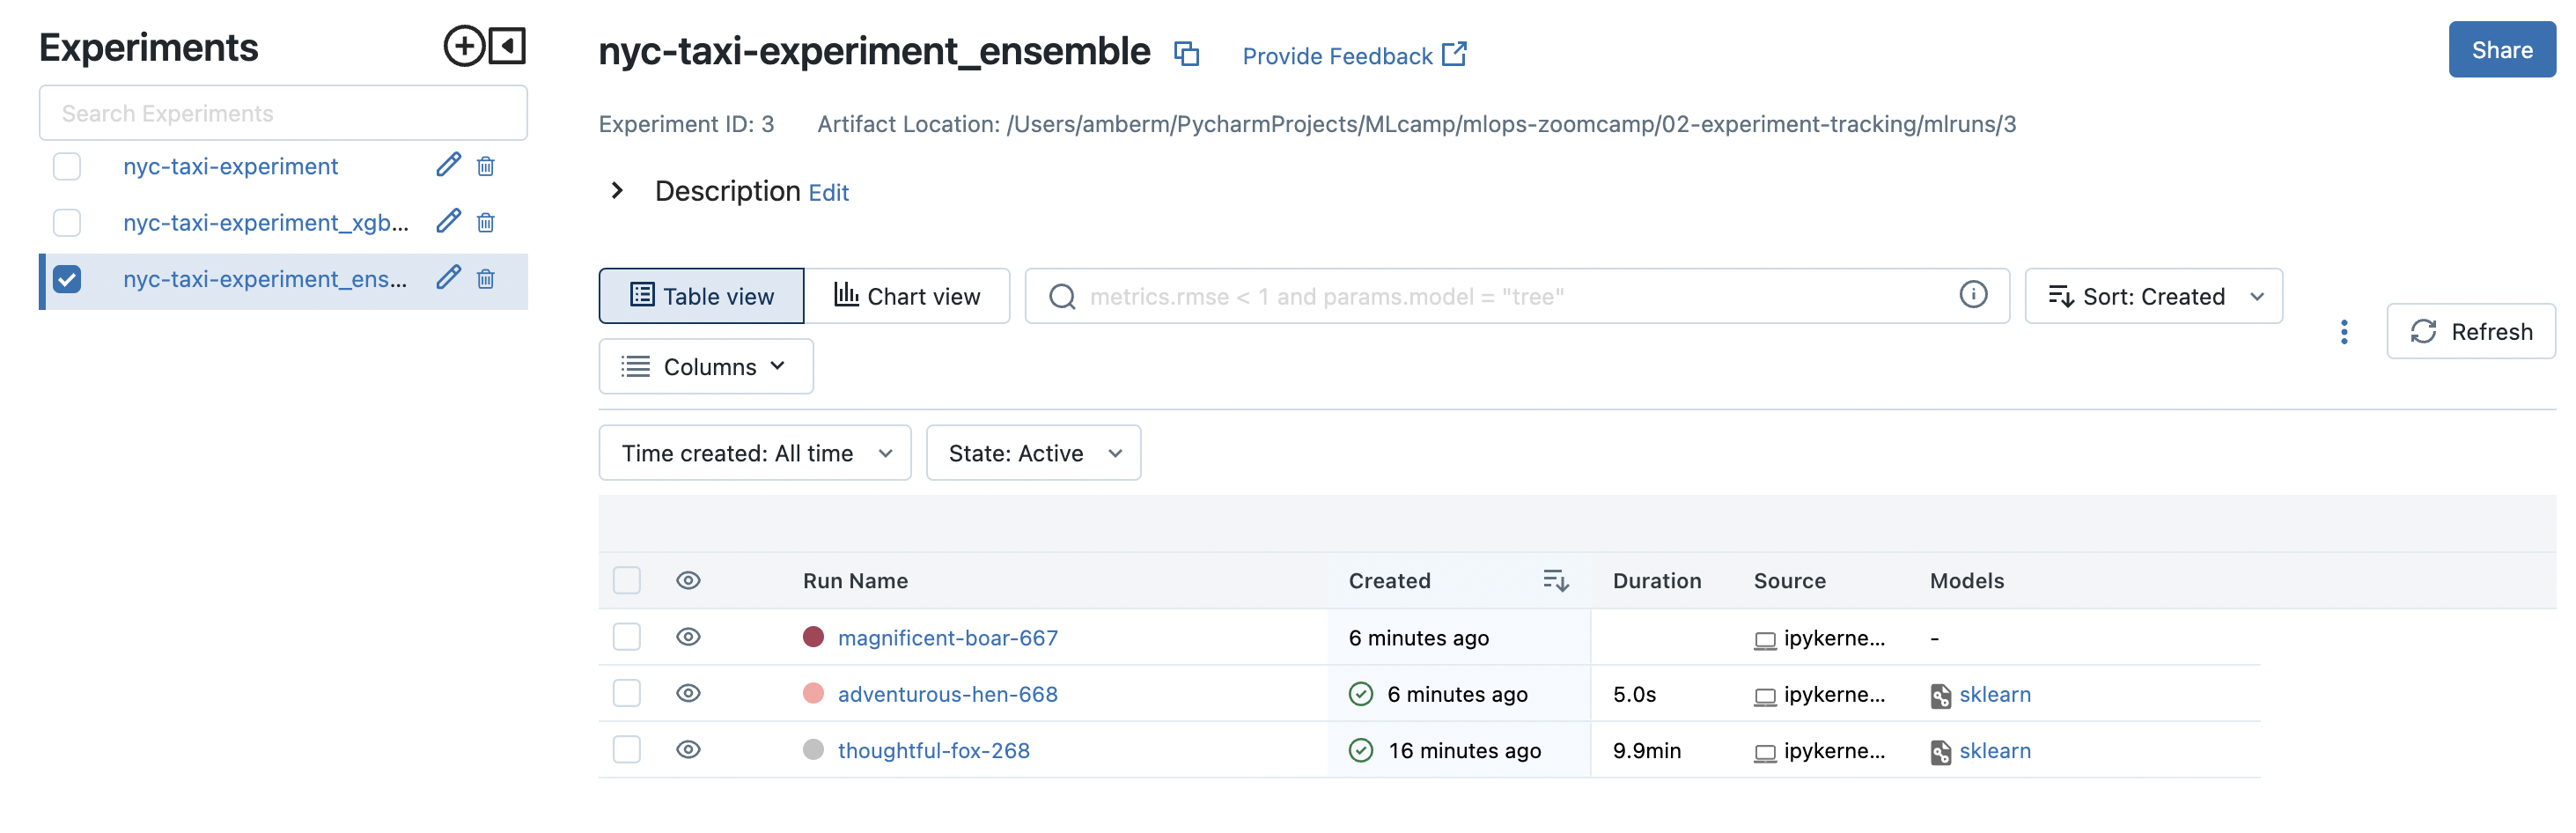 Experiments
Search Experiments
nyc-taxi-experiment
nyc-taxi-experiment_xgb...
nyc-taxi-experiment_ens...
nyc-taxi-experiment_ensemble Provide Feedback Share
Experiment ID: 3 Artifact Location: /Users/amberm/PycharmProjects/MLcamp/mlops-zoomcamp/02-experiment-tracking/mlruns/3
Description Edit
Table view Chart view metrics.rmse < 1 and params.model = "tree" Sort: Created
Refresh
Columns
Time created: All time State: Active
Run Name Created Duration Source Models
magnificent-boar-667 6 minutes ago ipykerne... -
adventurous-hen-668 6 minutes ago 5.0s ipykerne... sklearn
thoughtful-fox-268 16 minutes ago 9.9min ipykerne... sklearn